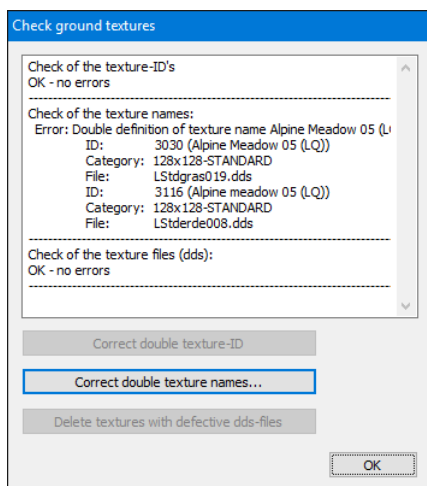 Check ground textures
Check of the texture-ID's
OK - no errors
Check of the texture names:
Error: Double definition of texture name Alpine Meadow 05 (L
ID: 3030 (Alpine Meadow 05 (LQ))
Category: 128x128-STANDARD
File: LStdgras019.dds
ID: 3116 (Alpine meadow 05 (LQ))
Category: 128x128-STANDARD
File: LStderde008.dds
Check of the texture files (dds):
OK - no errors
Correct double texture-ID
Correct double texture names...
Delete textures with defective dds-files
OK